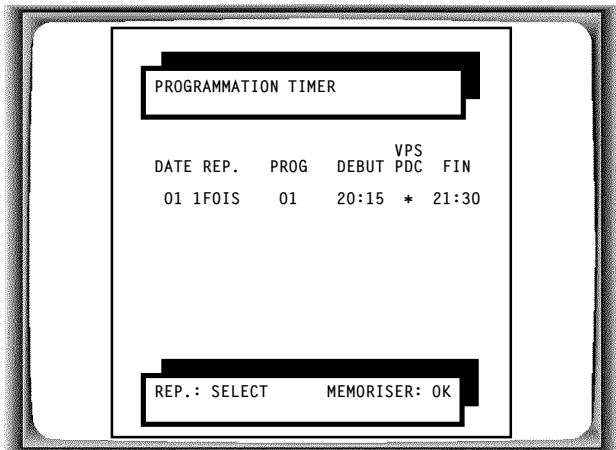 PROGRAMMATION TIMER
VPS
DATE REP. PROG DEBUT PDC FIN
01 1FOIS 01 20:15 * 21:30
REP.: SELECT MEMORISER: OK